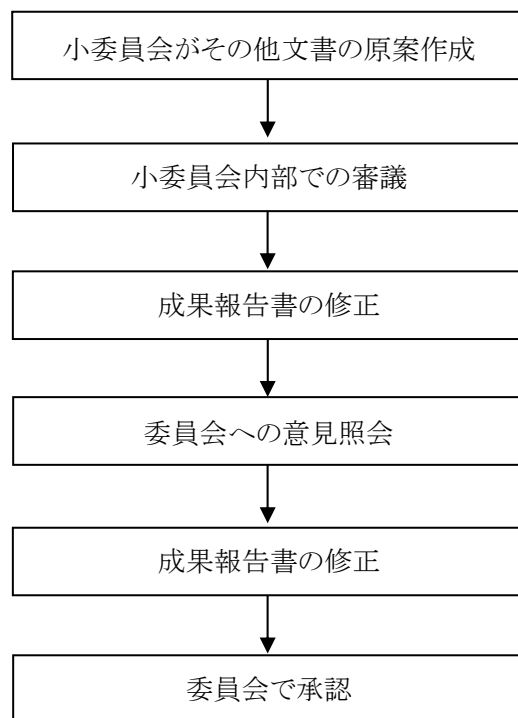 小委員会がその他文書の原案作成
小委員会内部での審議
成果報告書の修正
委員会への意見照会
成果報告書の修正
委員会で承認